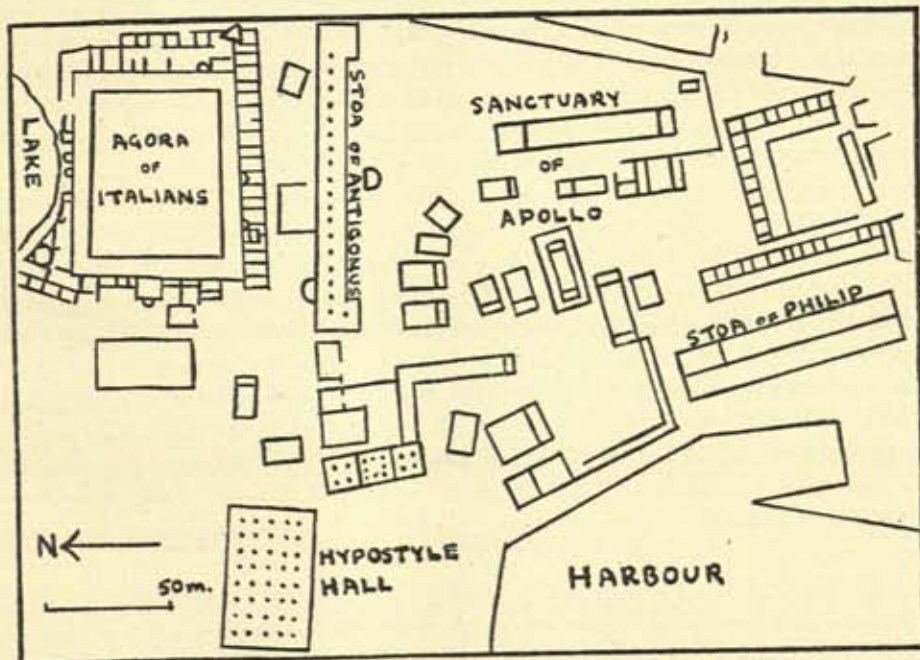 LAKE
AGORA
OF
ITALIANS
STOA OF ANTIGONUS
SANCTUARY
OF
APOLLO
STOA OF PHILIP
N
50m.
HYPOSTYLE
HALL
HARBOUR